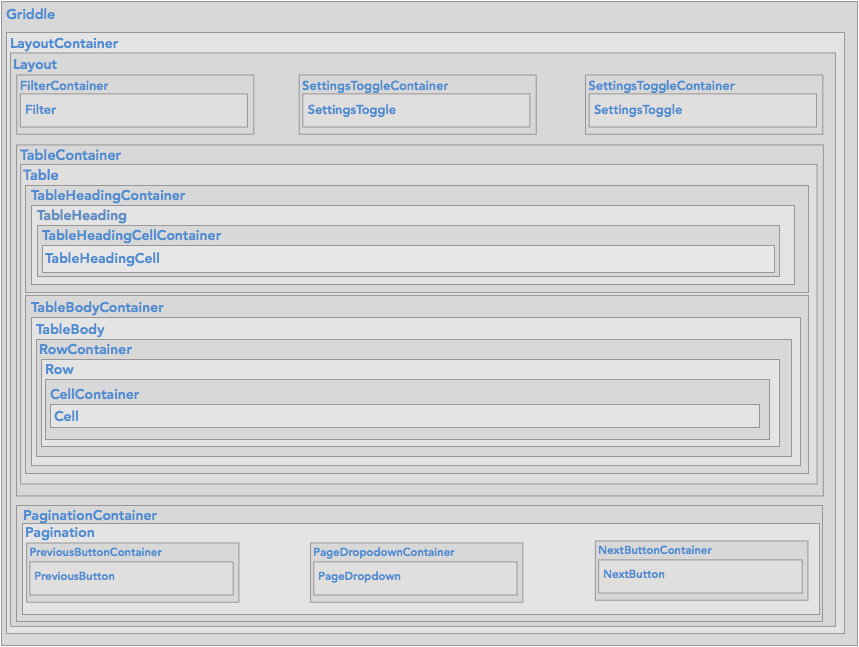 Griddle
LayoutContainer
Layout
FilterContainer
Filter
SettingsToggleContainer
SettingsToggle
SettingsToggleContainer
SettingsToggle
TableContainer
Table
TableHeadingContainer
TableHeading
TableHeadingCellContainer
TableHeadingCell
TableBodyContainer
TableBody
RowContainer
Row
CellContainer
Cell
PaginationContainer
Pagination
PreviousButtonContainer
PreviousButton
PageDropodownContainer
PageDropdown
NextButtonContainer
NextButton